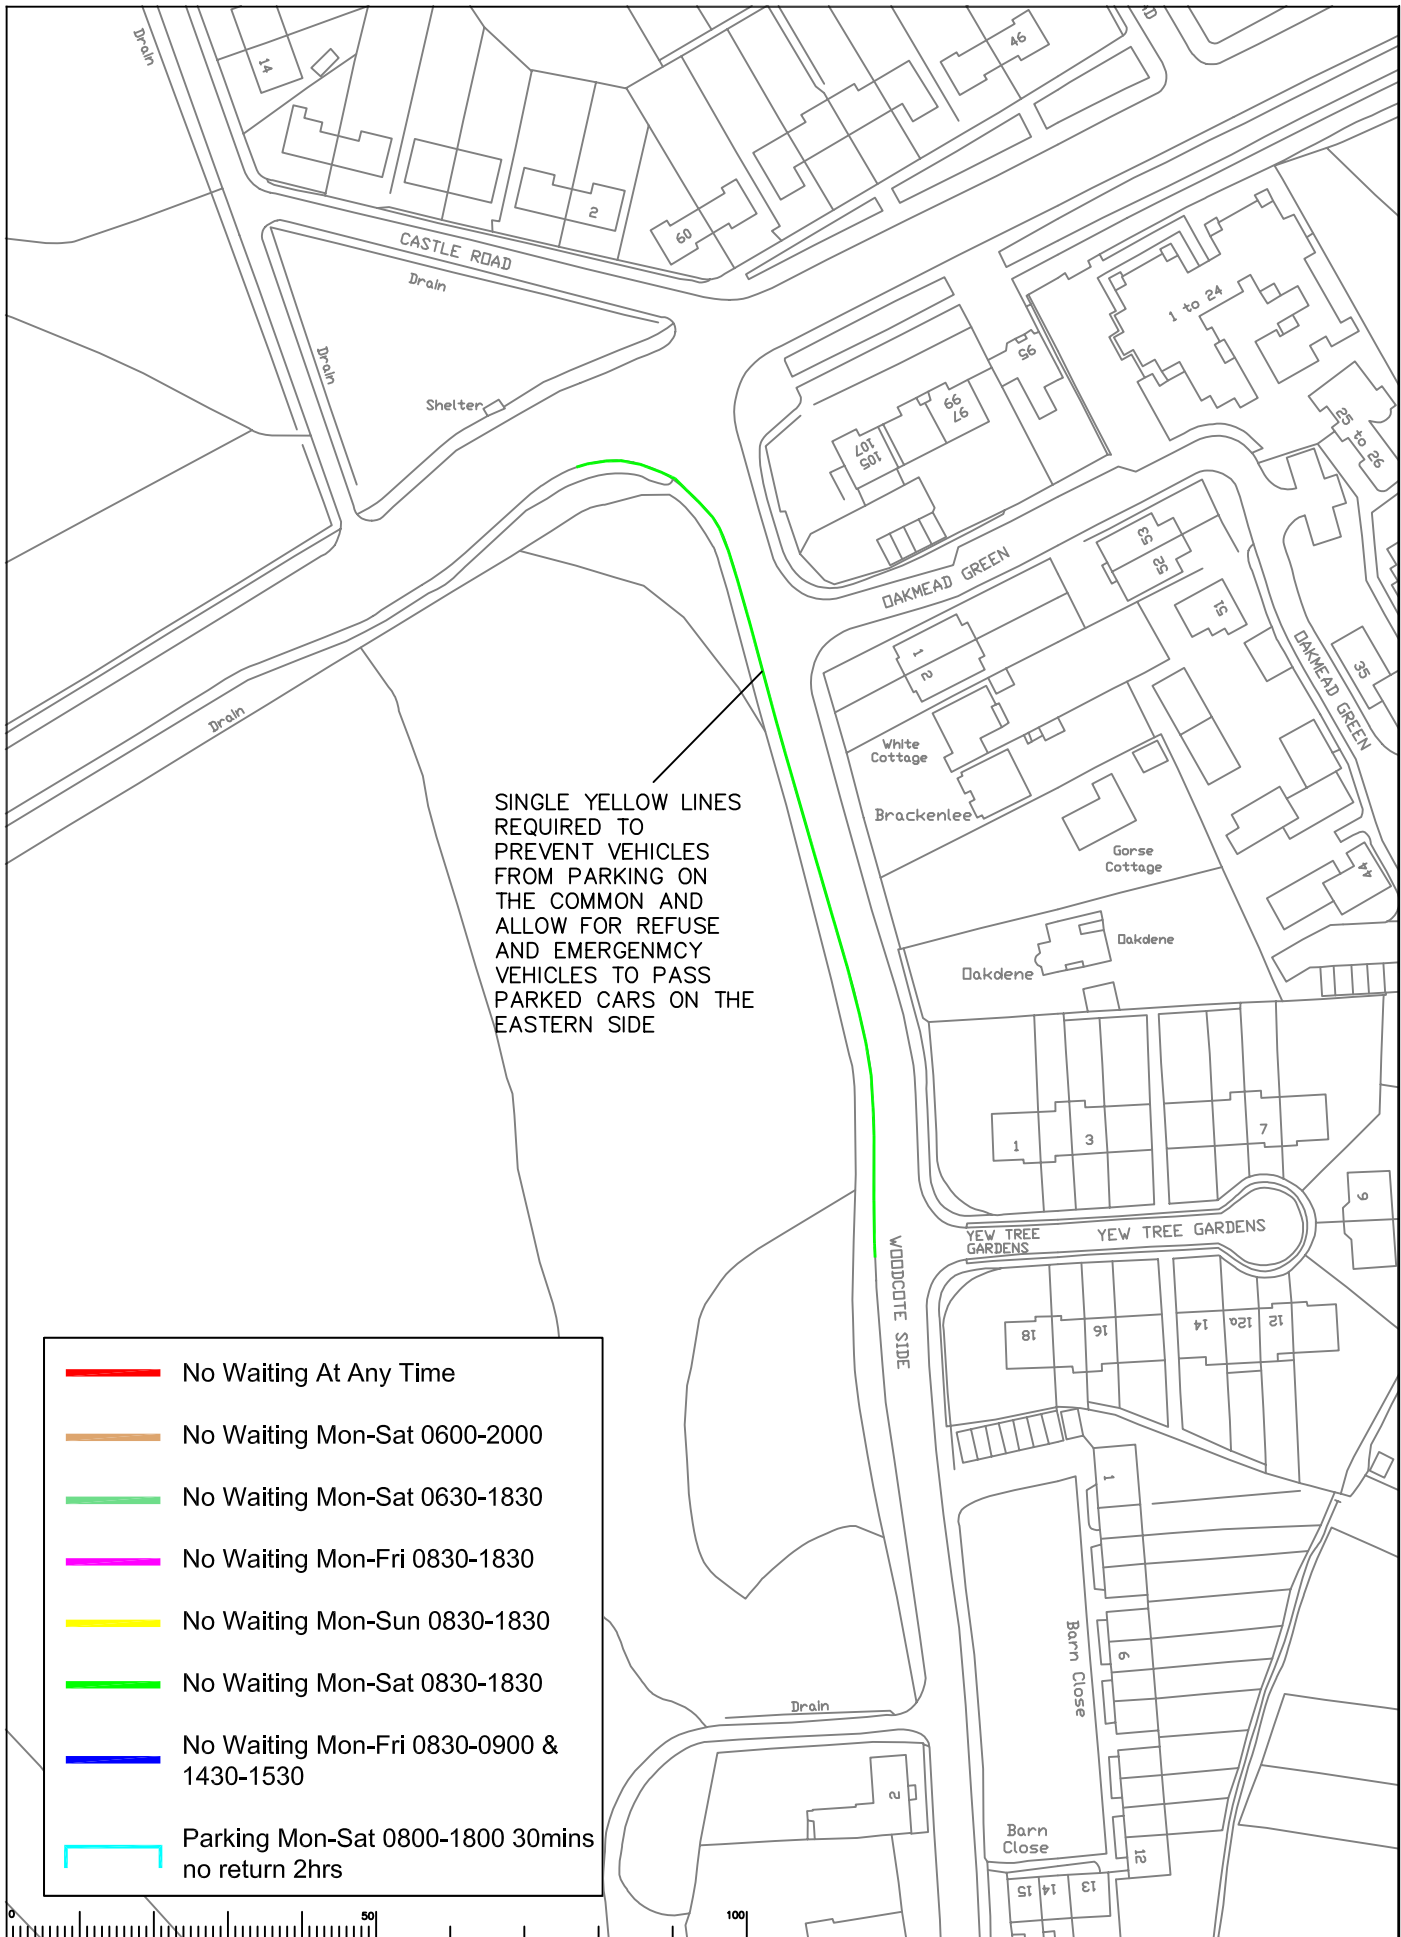 Drain
14
46
2
60
CASTLE ROAD
Drain
1 to 24
Drain
95
Shelter
99
97
107
105
25 to 26
53
52
OAKMEAD GREEN
51
1
2
OAKMEAD GREEN
35
Drain
White
Cottage
Brackenlee
SINGLE YELLOW LINES
REQUIRED TO
PREVENT VEHICLES
FROM PARKING ON
THE COMMON AND
ALLOW FOR REFUSE
AND EMERGENMCY
VEHICLES TO PASS
PARKED CARS ON THE
EASTERN SIDE
Gorse
Cottage
44
Oakdene
Oakdene
1
3
7
9
YEW TREE
GARDENS
YEW TREE GARDENS
WOODCOTE SIDE
18
16
14
12a
12
No Waiting At Any Time
No Waiting Mon-Sat 0600-2000
No Waiting Mon-Sat 0630-1830
No Waiting Mon-Fri 0830-1830
No Waiting Mon-Sun 0830-1830
No Waiting Mon-Sat 0830-1830
No Waiting Mon-Fri 0830-0900 &
1430-1530
Parking Mon-Sat 0800-1800 30mins
no return 2hrs
1
6
Barn Close
Drain
2
Barn
Close
12
15
14
13
0
50
100